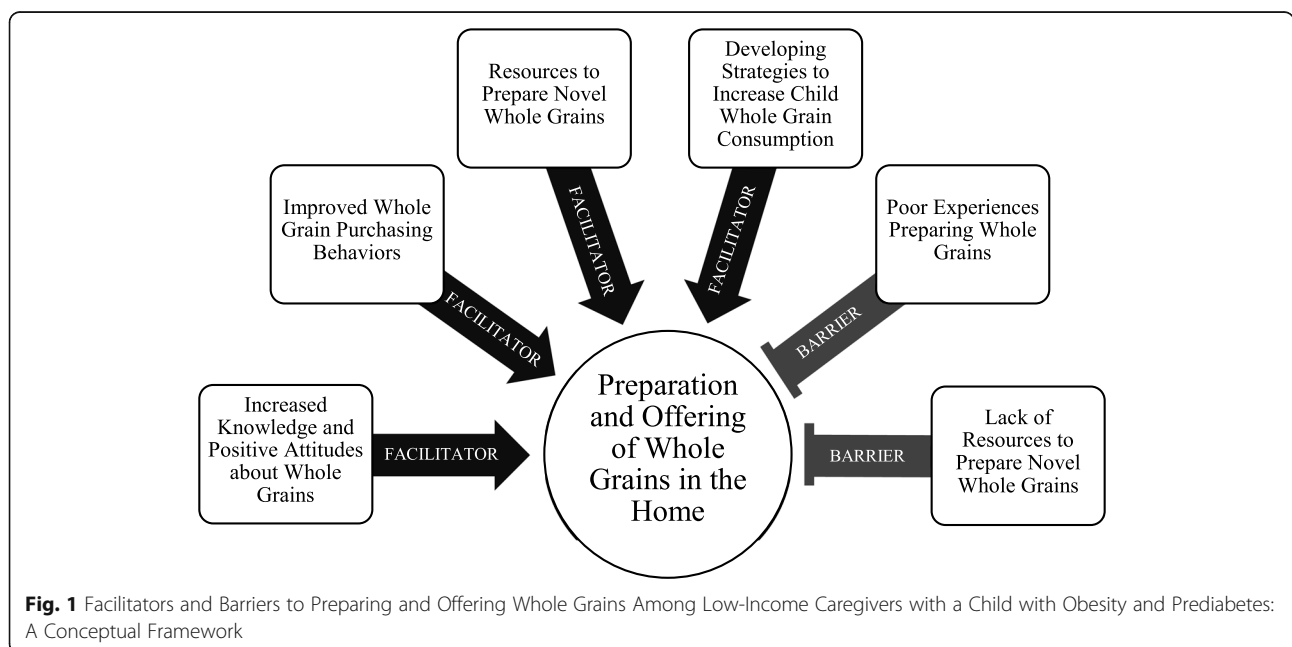 Developing
Strategies to
Increase Child
Whole Grain
Consumption
Resources to
Prepare Novel
Whole Grains
FACILITATOR
FACILITATOR
Improved Whole
Grain Purchasing
Behaviors
FACILITATOR
Poor Experiences
Preparing Whole
Grains
BARRIER
Increased
Knowledge and
Positive Attitudes
about Whole
Grains
FACILITATOR
Preparation
and Offering
of Whole
Grains in the
Home
BARRIER
Lack of
Resources to
Prepare Novel
Whole Grains
Fig. 1 Facilitators and Barriers to Preparing and Offering Whole Grains Among Low-Income Caregivers with a Child with Obesity and Prediabetes:
A Conceptual Framework